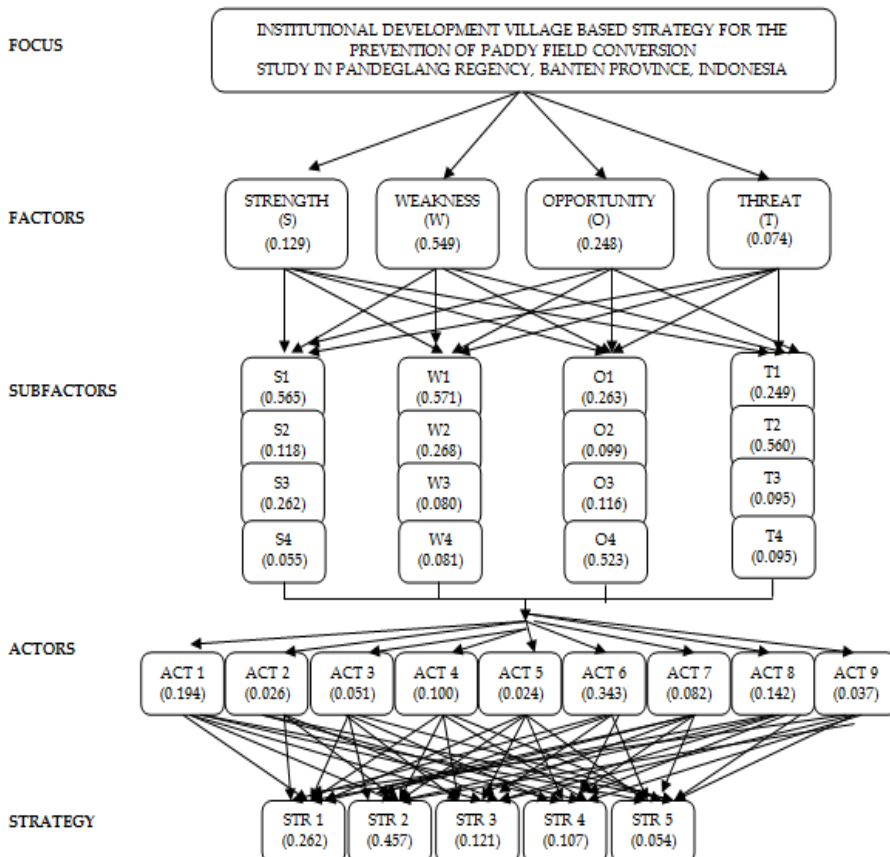 FOCUS
INSTITUTIONAL DEVELOPMENT VILLAGE BASED STRATEGY FOR THE
PREVENTION OF PADDY FIELD CONVERSION
STUDY IN PANDEGLANG REGENCY, BANTEN PROVINCE, INDONESIA
FACTORS
STRENGTH
(S)
(0.129)
WEAKNESS
(W)
(0.549)
OPPORTUNITY
(O)
(0.248)
THREAT
(T)
(0.074)
SUBFACTORS
S1
(0.565)
S2
(0.118)
S3
(0.262)
S4
(0.055)
W1
(0.571)
W2
(0.268)
W3
(0.080)
W4
(0.081)
O1
(0.263)
O2
(0.099)
O3
(0.116)
O4
(0.523)
T1
(0.249)
T2
(0.560)
T3
(0.095)
T4
(0.095)
ACTORS
ACT 1
(0.194)
ACT 2
(0.026)
ACT 3
(0.051)
ACT 4
(0.100)
ACT 5
(0.024)
ACT 6
(0.343)
ACT 7
(0.082)
ACT 8
(0.142)
ACT 9
(0.037)
STRATEGY
STR 1
(0.262)
STR 2
(0.457)
STR 3
(0.121)
STR 4
(0.107)
STR 5
(0.054)